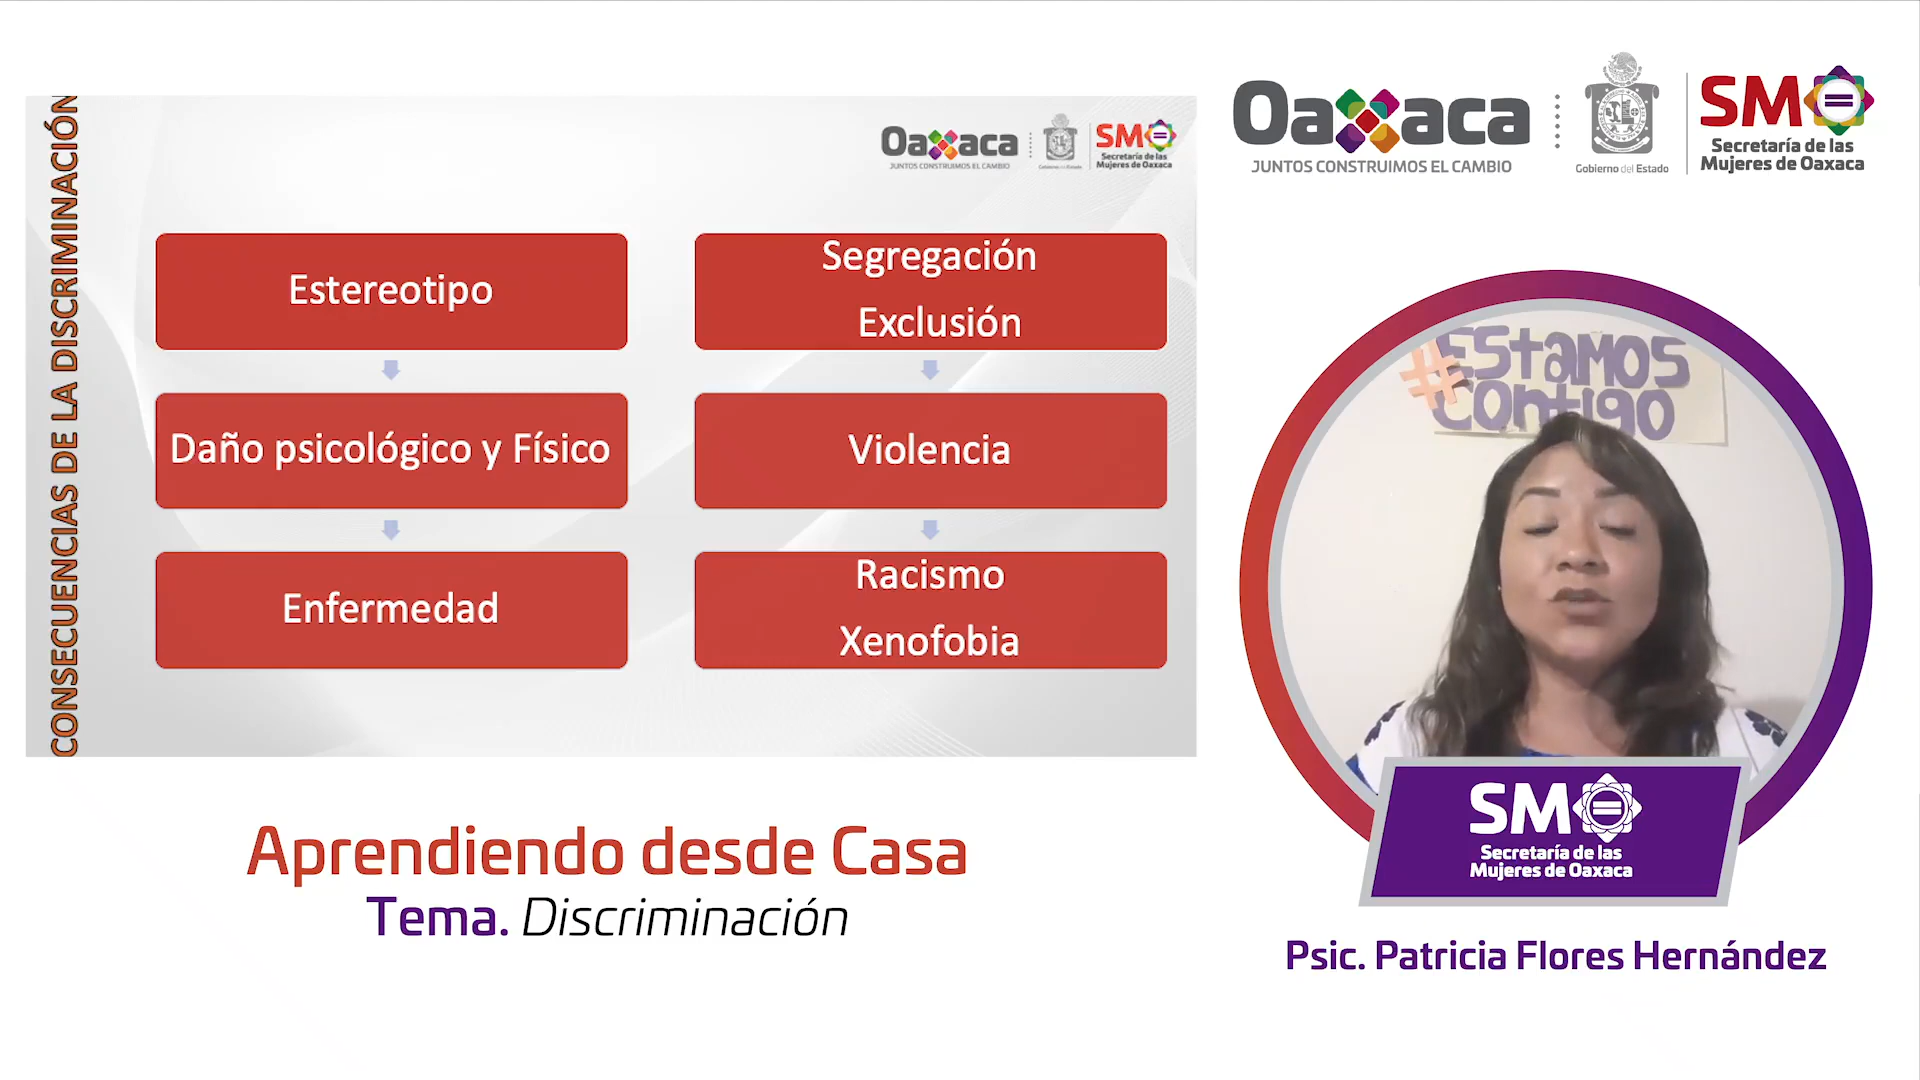 CONSECUENCIAS DE LA DISCRIMINACIÓN
Oaxaca
JUNTOS CONSTRUIMOS EL CAMBIO
Gobierno del Estado
SM
Secretaría de las
Mujeres de Oaxaca
Estereotipo
Daño psicológico y Físico
Enfermedad
Segregación
Exclusión
Violencia
Racismo
Xenofobia
Aprendiendo desde Casa
Tema. Discriminación
Oaxaca
JUNTOS CONSTRUIMOS EL CAMBIO
Gobierno del Estado
SM
Secretaría de las
Mujeres de Oaxaca
#EStAMOS
CONtIGO
SM
Secretaría de las
Mujeres de Oaxaca
Psic. Patricia Flores Hernández